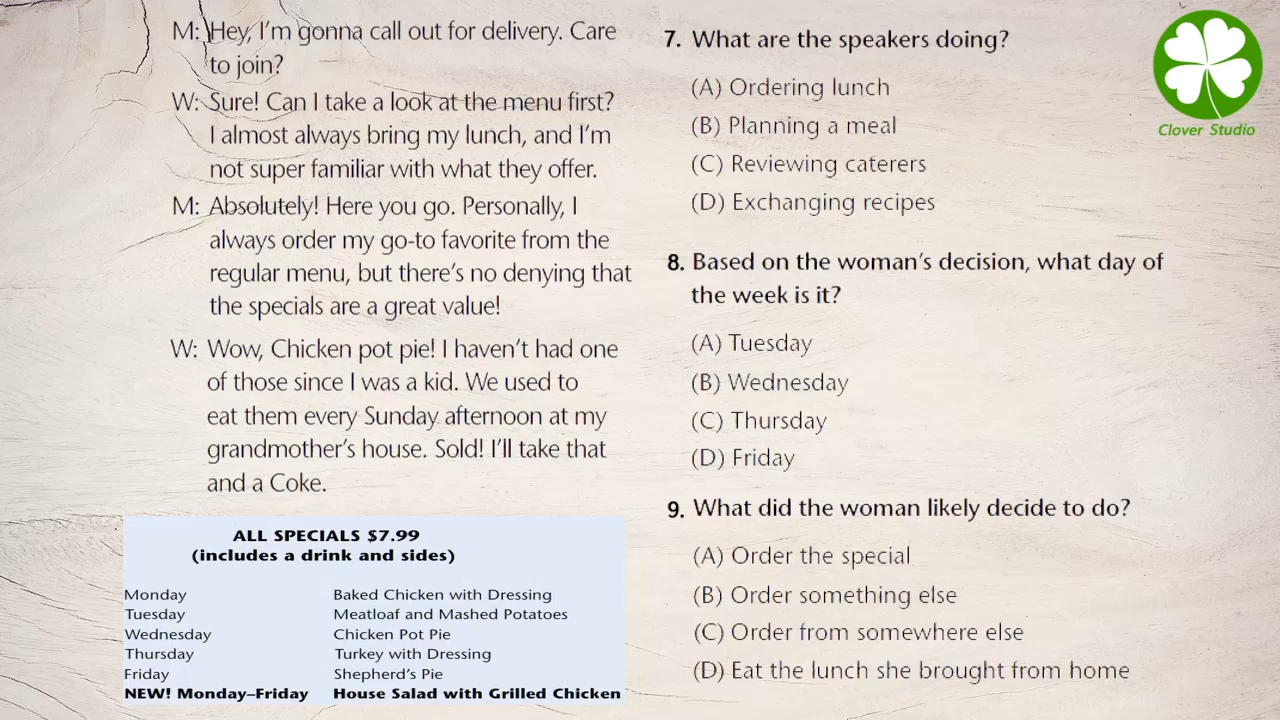 M: Hey, I'm gonna call out for delivery. Care
to join?
W: Sure! Can I take a look at the menu first?
I almost always bring my lunch, and I'm
not super familiar with what they offer.
M: Absolutely! Here you go. Personally, I
always order my go-to favorite from the
regular menu, but there's no denying that
the specials are a great value!
W: Wow, Chicken pot pie! I haven't had one
of those since I was a kid. We used to
eat them every Sunday afternoon at my
grandmother's house. Sold! I'll take that
and a Coke.
ALL SPECIALS $7.99
(includes a drink and sides)
Monday Baked Chicken with Dressing
Tuesday Meatloaf and Mashed Potatoes
Wednesday Chicken Pot Pie
Thursday Turkey with Dressing
Friday Shepherd's Pie
NEW! Monday–Friday House Salad with Grilled Chicken
7. What are the speakers doing?
(A) Ordering lunch
(B) Planning a meal
(C) Reviewing caterers
(D) Exchanging recipes
8. Based on the woman's decision, what day of
the week is it?
(A) Tuesday
(B) Wednesday
(C) Thursday
(D) Friday
9. What did the woman likely decide to do?
(A) Order the special
(B) Order something else
(C) Order from somewhere else
(D) Eat the lunch she brought from home
Clover Studio